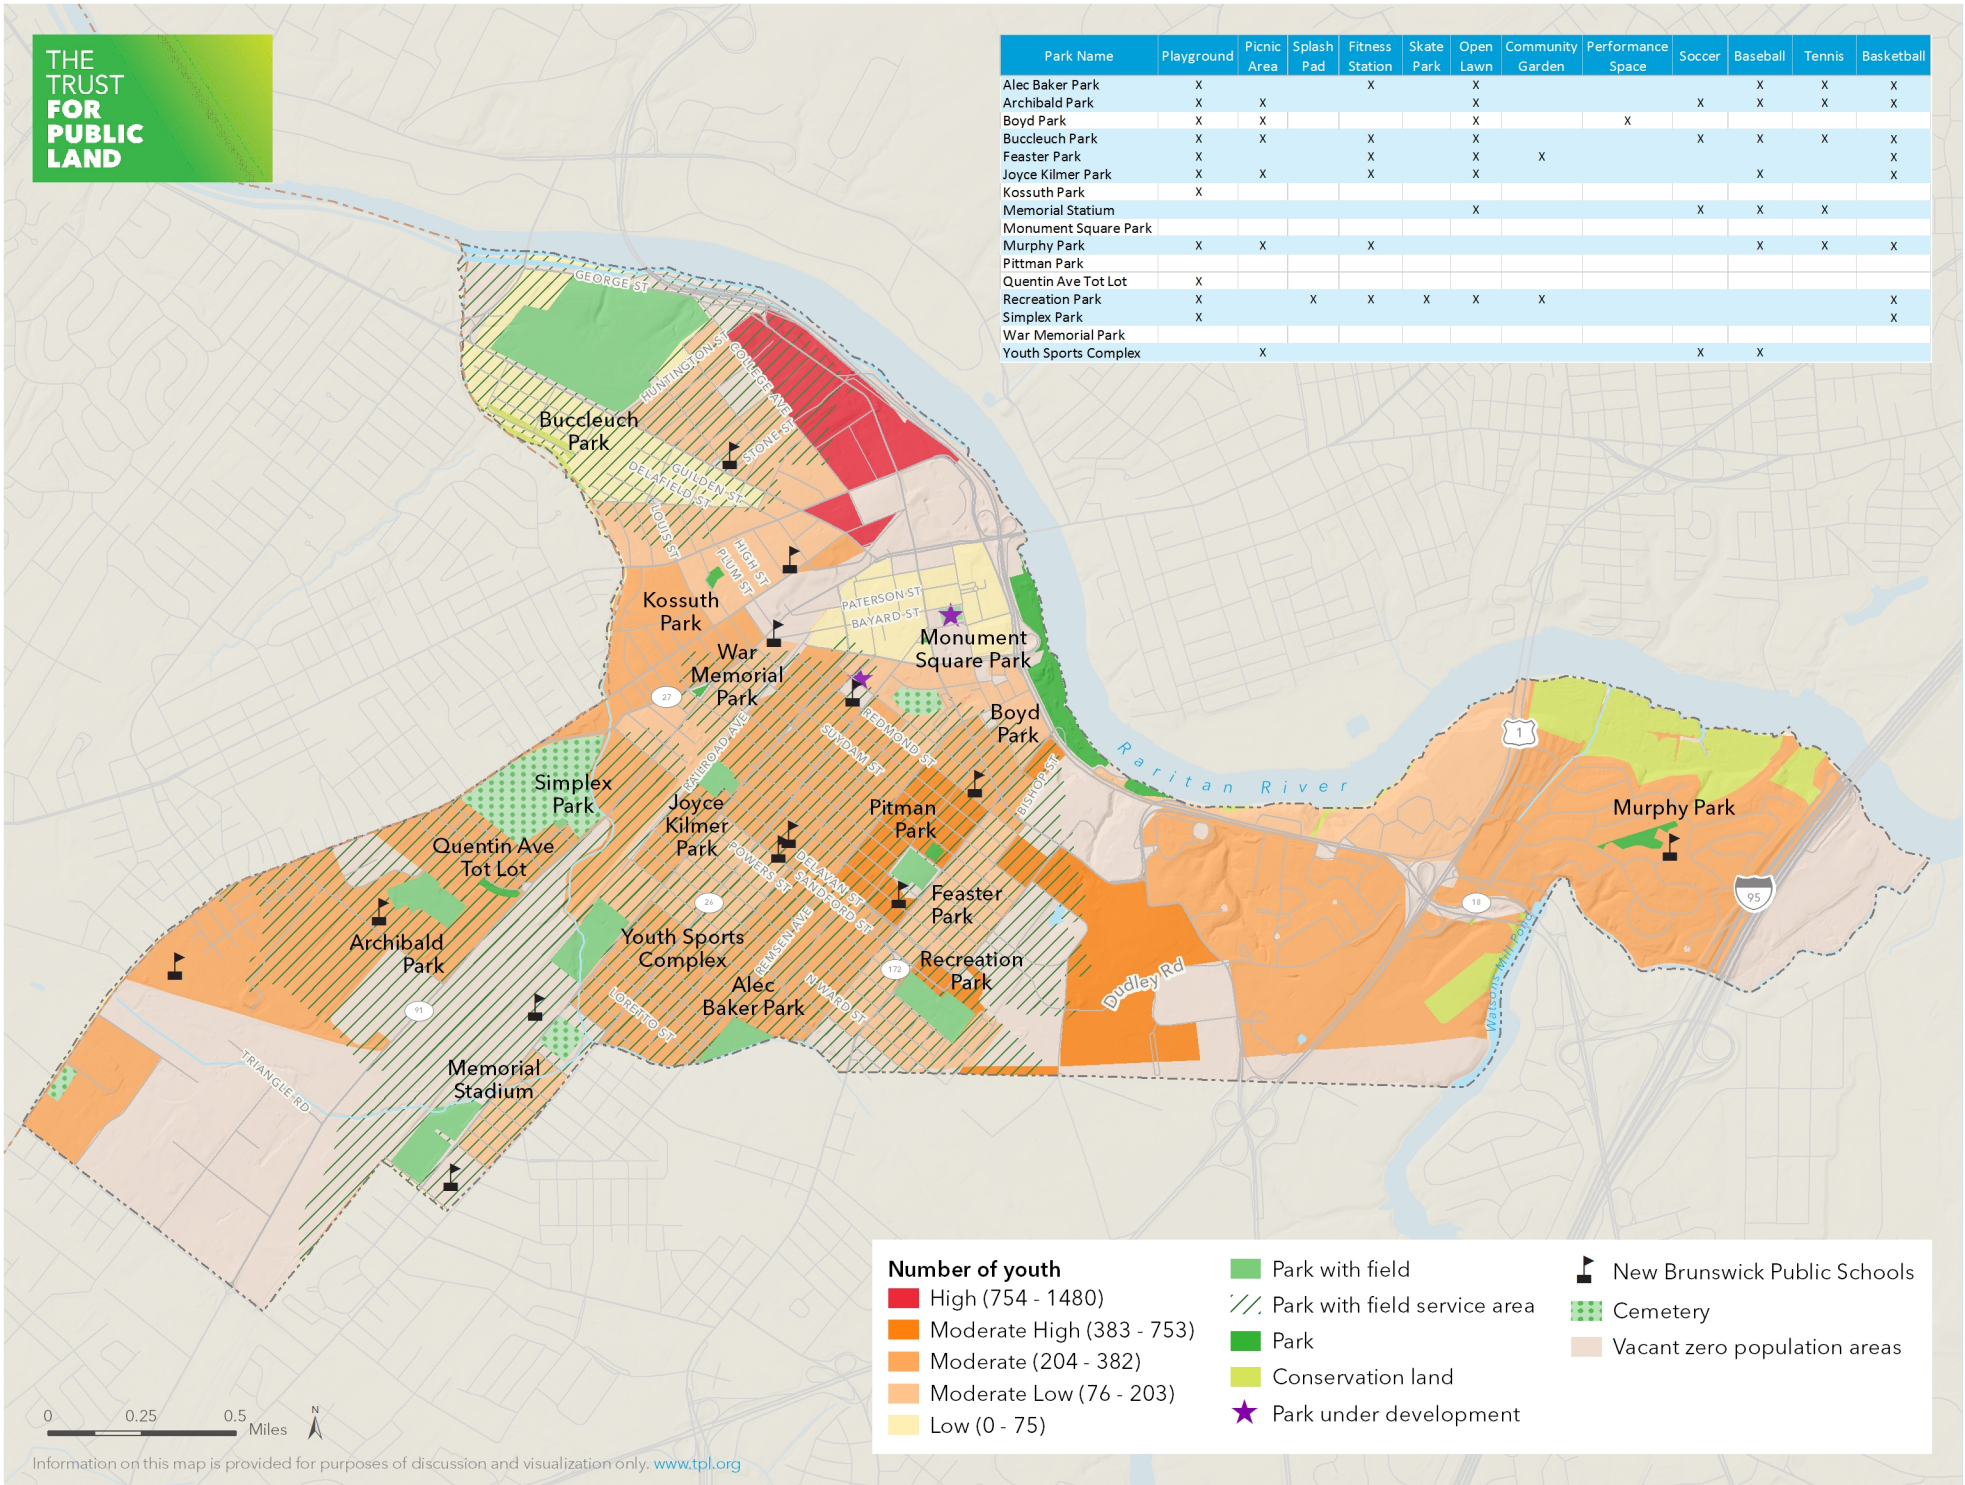 THE
TRUST
FOR
PUBLIC
LAND
Park Name Playground Picnic Area Splash Pad Fitness Station Skate Park Open Lawn Community Garden Performance Space Soccer Baseball Tennis Basketball
Alec Baker Park X X X X X X
Archibald Park X X X X X X X
Boyd Park X X X X
Buccleuch Park X X X X X X X X
Feaster Park X X X X X
Joyce Kilmer Park X X X X X X
Kossuth Park X
Memorial Statium X X X X
Monument Square Park
Murphy Park X X X X X X
Pittman Park
Quentin Ave Tot Lot X
Recreation Park X X X X X X X
Simplex Park X X
War Memorial Park
Youth Sports Complex X X X
GEORGE ST
HUNTINGTON ST
COLLEGE AVE
STONE ST
Buccleuch
Park
GUILDEN ST
DELAFIELD ST
LOUIS ST
HIGH ST
PLUM ST
Kossuth
Park
PATERSON ST
BAYARD ST
Monument
Square Park
War
Memorial
Park
27
RAILROAD AVE
REDMOND ST
SUYDAM ST
Boyd
Park
BISHOP ST
Raritan River
1
Simplex
Park
Joyce
Kilmer
Park
Pitman
Park
Murphy Park
Quentin Ave
Tot Lot
POWERS ST
DELAVAN ST
SANDFORD ST
26
Feaster
Park
18
95
Archibald
Park
Youth Sports
Complex
REMSEN AVE
172
Recreation
Park
Alec
Baker Park
N WARD ST
Dudley Rd
Watsons Mill Pond
91
LORETTO ST
Memorial
Stadium
TRIANGLE RD
Number of youth
High (754 - 1480)
Moderate High (383 - 753)
Moderate (204 - 382)
Moderate Low (76 - 203)
Low (0 - 75)
Park with field
Park with field service area
Park
Conservation land
Park under development
New Brunswick Public Schools
Cemetery
Vacant zero population areas
0 0.25 0.5
Miles
N
Information on this map is provided for purposes of discussion and visualization only. www.tpl.org